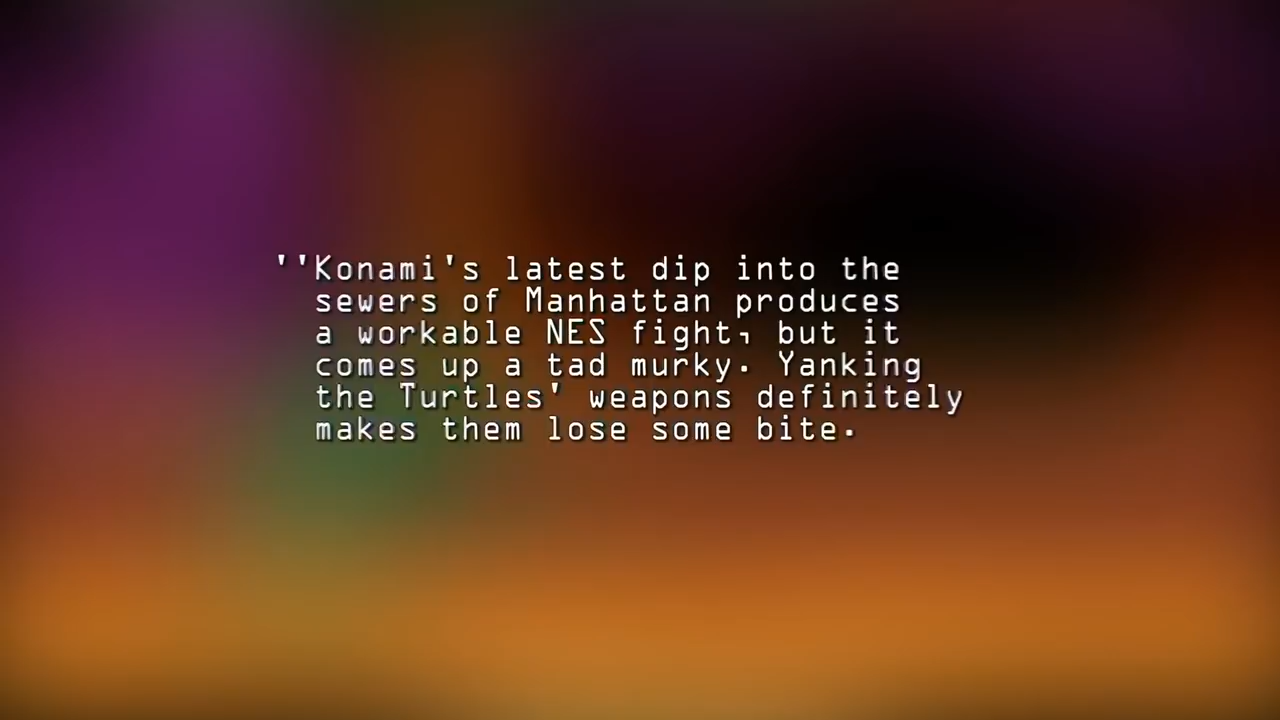 ''Konami's latest dip into the
sewers of Manhattan produces
a workable NES fight, but it
comes up a tad murky. Yanking
the Turtles' weapons definitely
makes them lose some bite.